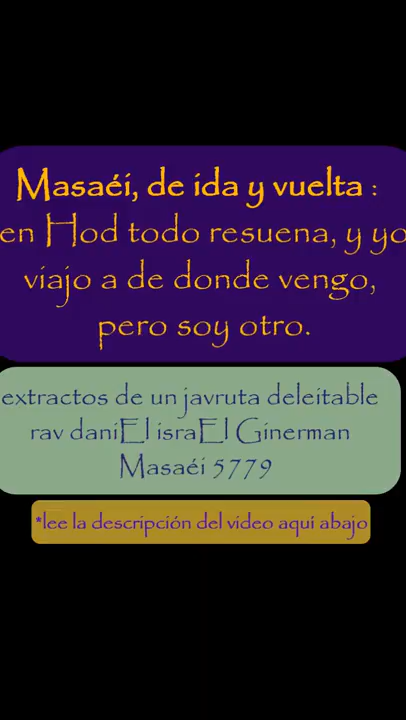 Masaéi, de ida y vuelta :
en Hod todo resuena, y yo
viajo a de donde vengo,
pero soy otro.
extractos de un javruta deleitable
rav daniEl israEl Ginerman
Masaéi 5779
*lee la descripción del video aquí abajo